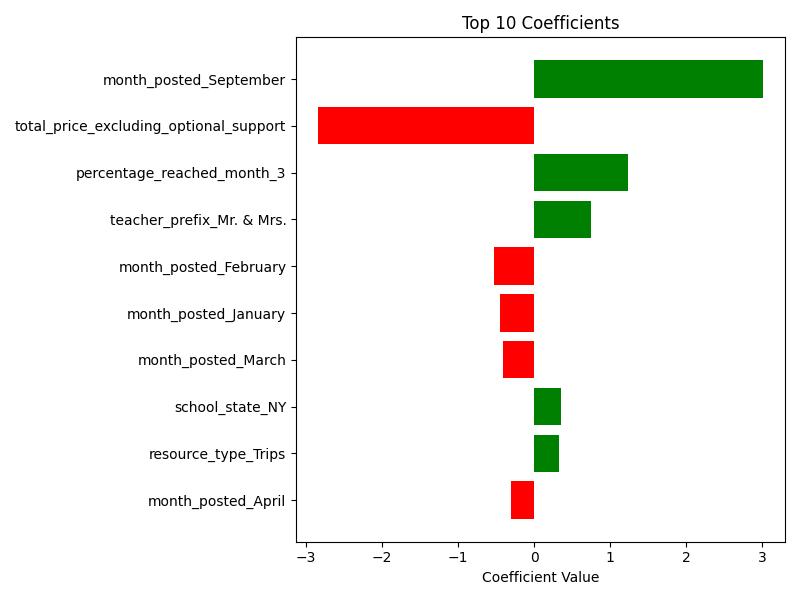 Top 10 Coefficients
month_posted_September
total_price_excluding_optional_support
percentage_reached_month_3
teacher_prefix_Mr. & Mrs.
month_posted_February
month_posted_January
month_posted_March
school_state_NY
resource_type_Trips
month_posted_April
−3 −2 −1 0 1 2 3
Coefficient Value